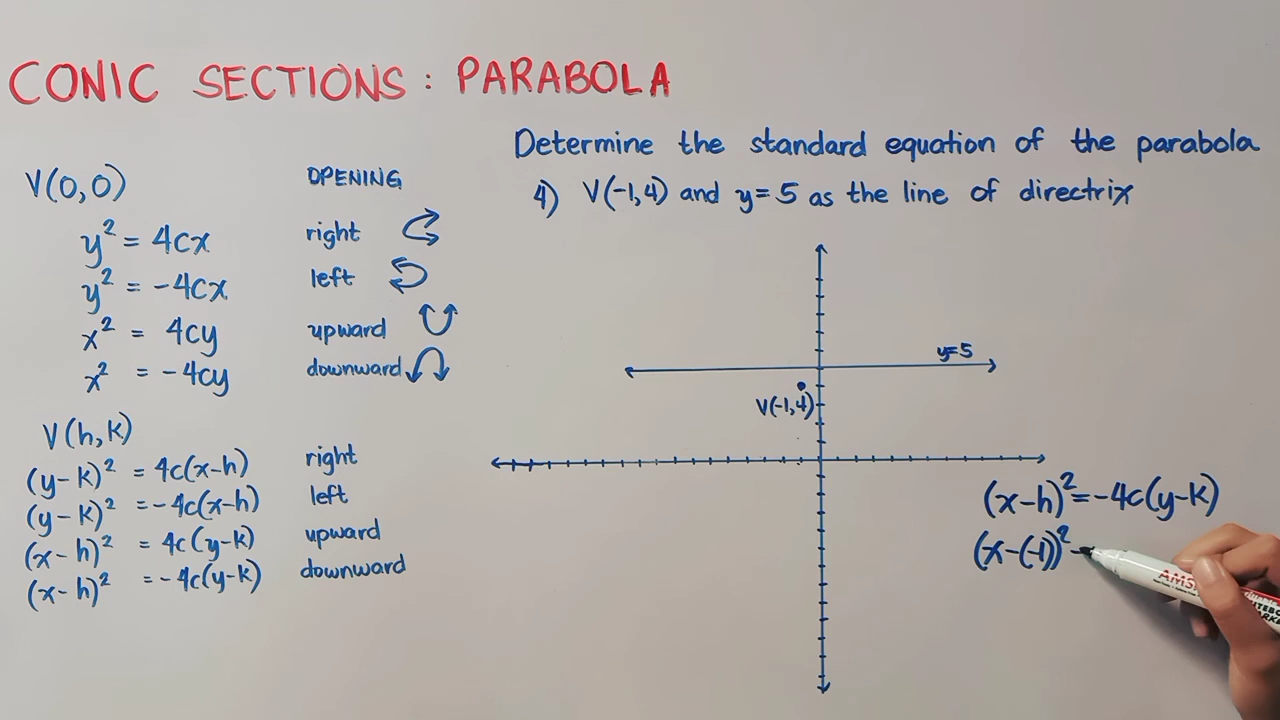 CONIC SECTIONS: PARABOLA
Determine the standard equation of the parabola
4) V(-1,4) and y=5 as the line of directrix
V(0,0) OPENING
y² = 4cx right
y² = -4cx left
x² = 4cy upward
x² = -4cy downward
V(h,k)
(y-k)² = 4c(x-h) right
(y-k)² = -4c(x-h) left
(x-h)² = 4c(y-k) upward
(x-h)² = -4c(y-k) downward
y=5
V(-1,4)
(x-h)² = -4c(y-k)
(x-(-1))² -